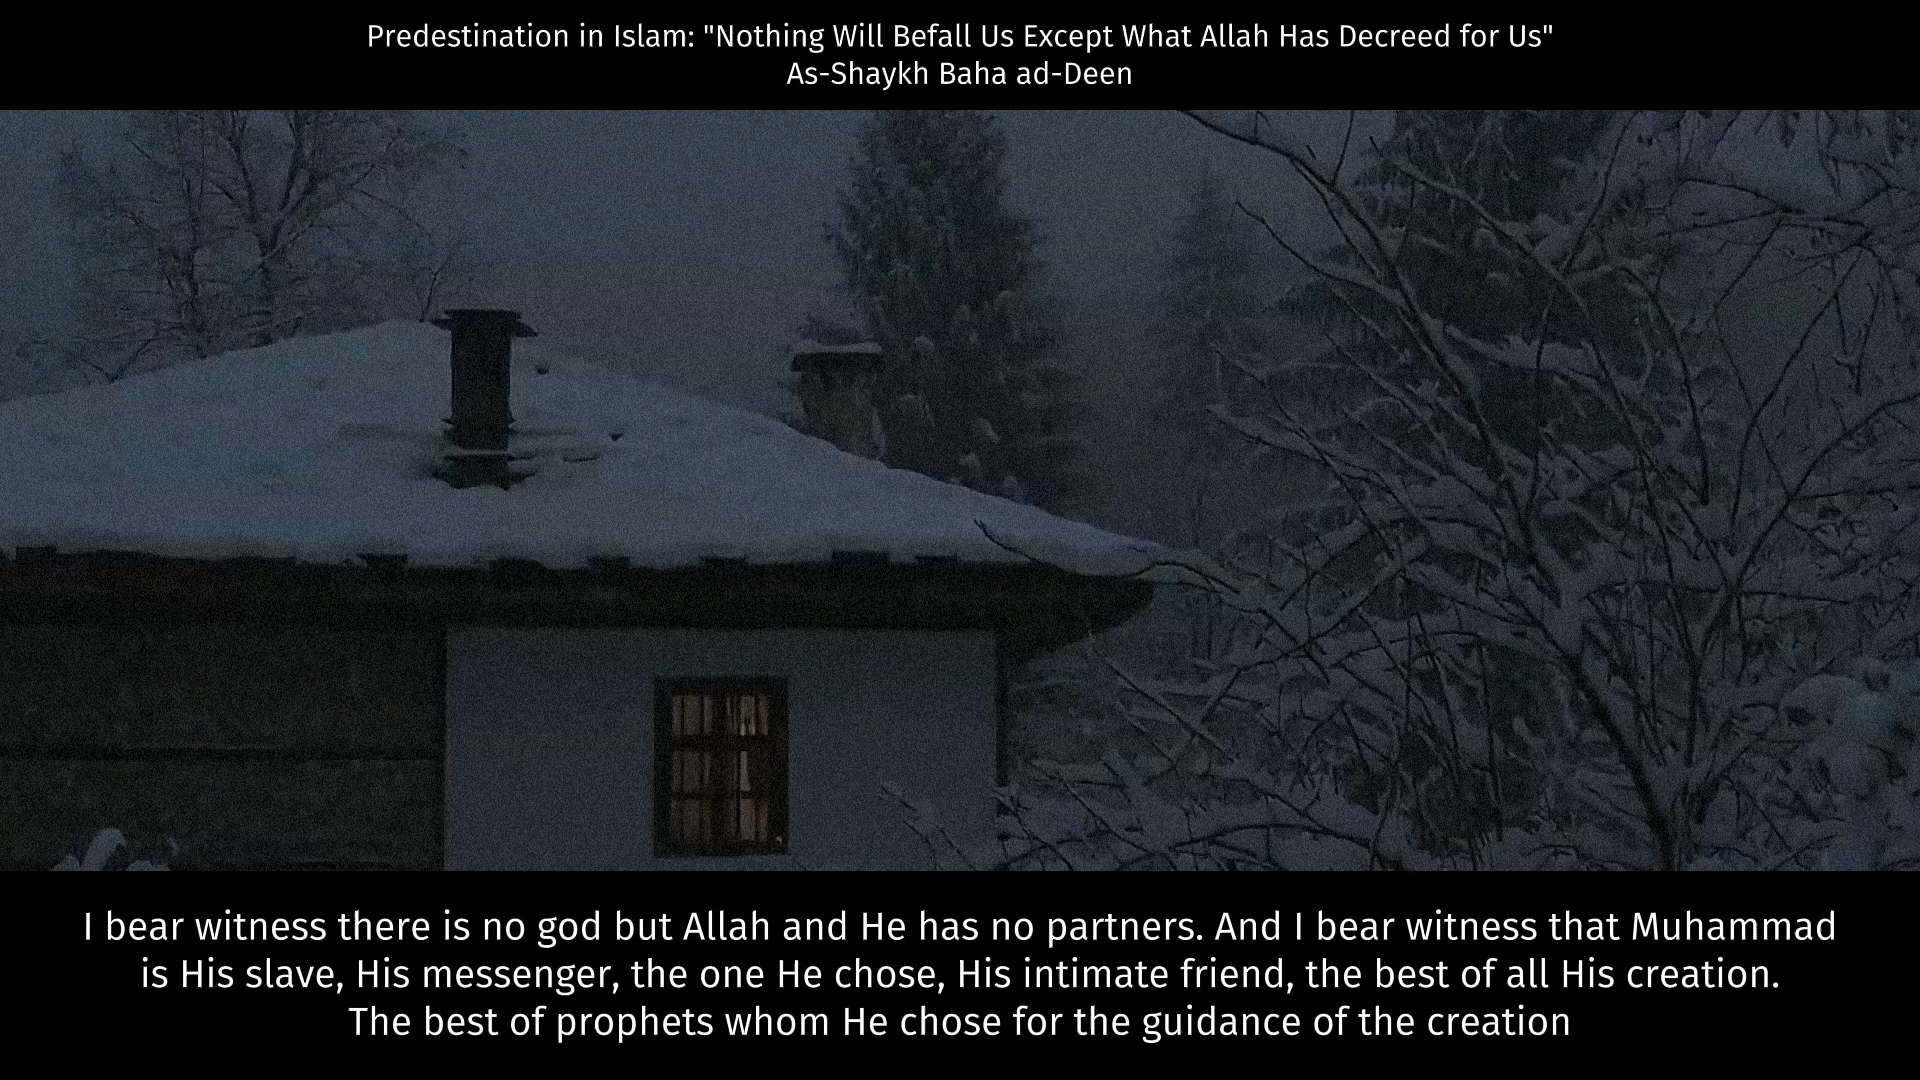 Predestination in Islam: "Nothing Will Befall Us Except What Allah Has Decreed for Us"
As-Shaykh Baha ad-Deen
I bear witness there is no god but Allah and He has no partners. And I bear witness that Muhammad
is His slave, His messenger, the one He chose, His intimate friend, the best of all His creation.
The best of prophets whom He chose for the guidance of the creation